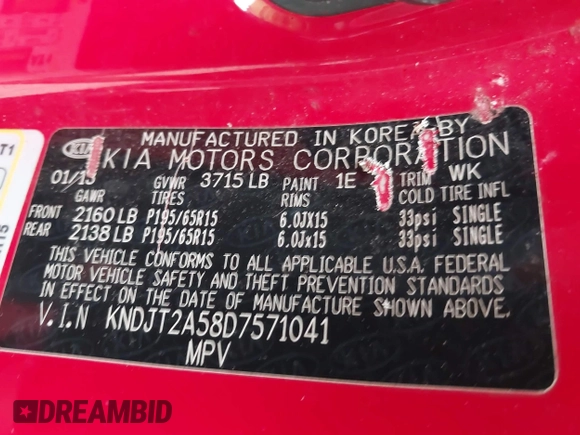 MANUFACTURED IN KOREA BY
KIA KIA MOTORS CORPORATION
01/13 GVWR 3715 LB PAINT 1E TRIM WK
GAWR TIRES RIMS COLD TIRE INFL
FRONT 2160 LB P195/65R15 6.0JX15 33psi SINGLE
REAR 2138 LB P195/65R15 6.0JX15 33psi SINGLE
THIS VEHICLE CONFORMS TO ALL APPLICABLE U.S.A. FEDERAL
MOTOR VEHICLE SAFETY AND THEFT PREVENTION STANDARDS
IN EFFECT ON THE DATE OF MANUFACTURE SHOWN ABOVE.
V.I.N KNDJT2A58D7571041
MPV
T1
R15
DREAMBID